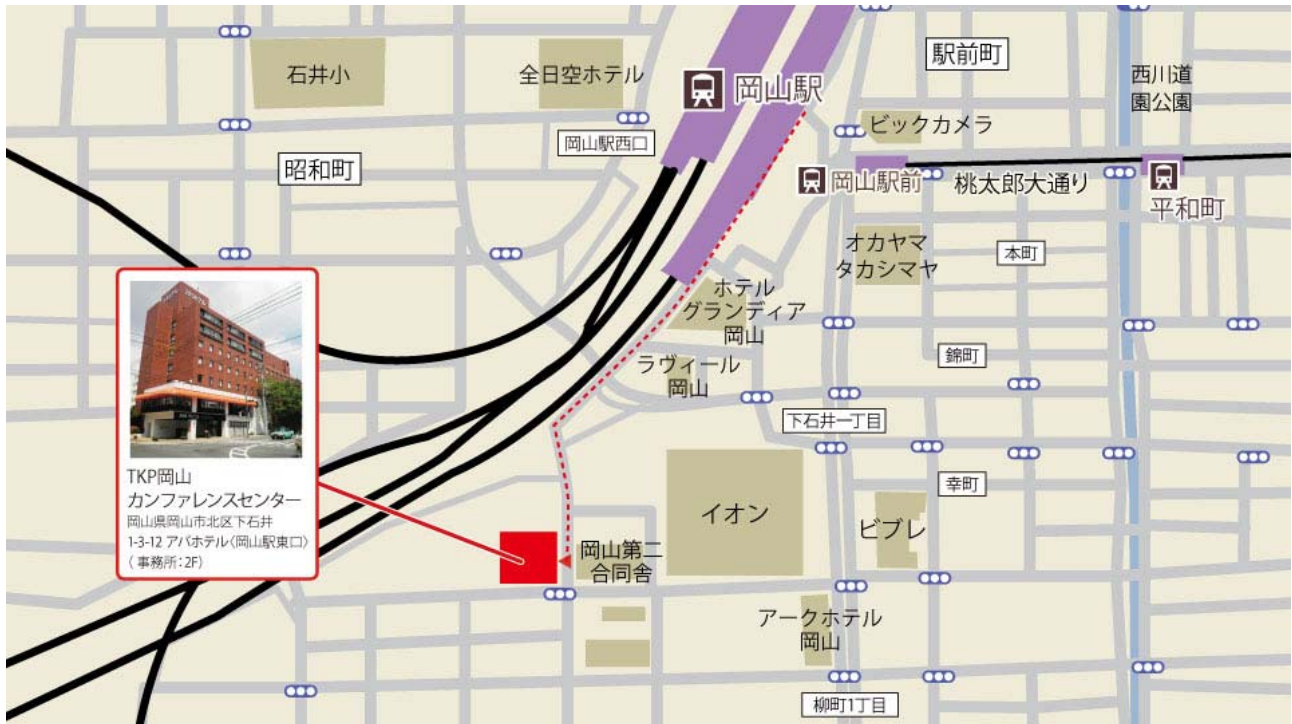 石井小
全日空ホテル
岡山駅
駅前町
西川道
園公園
ビックカメラ
岡山駅西口
昭和町
岡山駅前
桃太郎大通り
平和町
オカヤマ
タカシマヤ
本町
ホテル
グランディア
岡山
錦町
ラヴィール
岡山
下石井一丁目
TKP岡山
カンファレンスセンター
岡山県岡山市北区下石井
1-3-12 アパホテル〈岡山駅東口〉
(事務所:2F)
イオン
幸町
ビブレ
岡山第二
合同舎
アークホテル
岡山
柳町1丁目